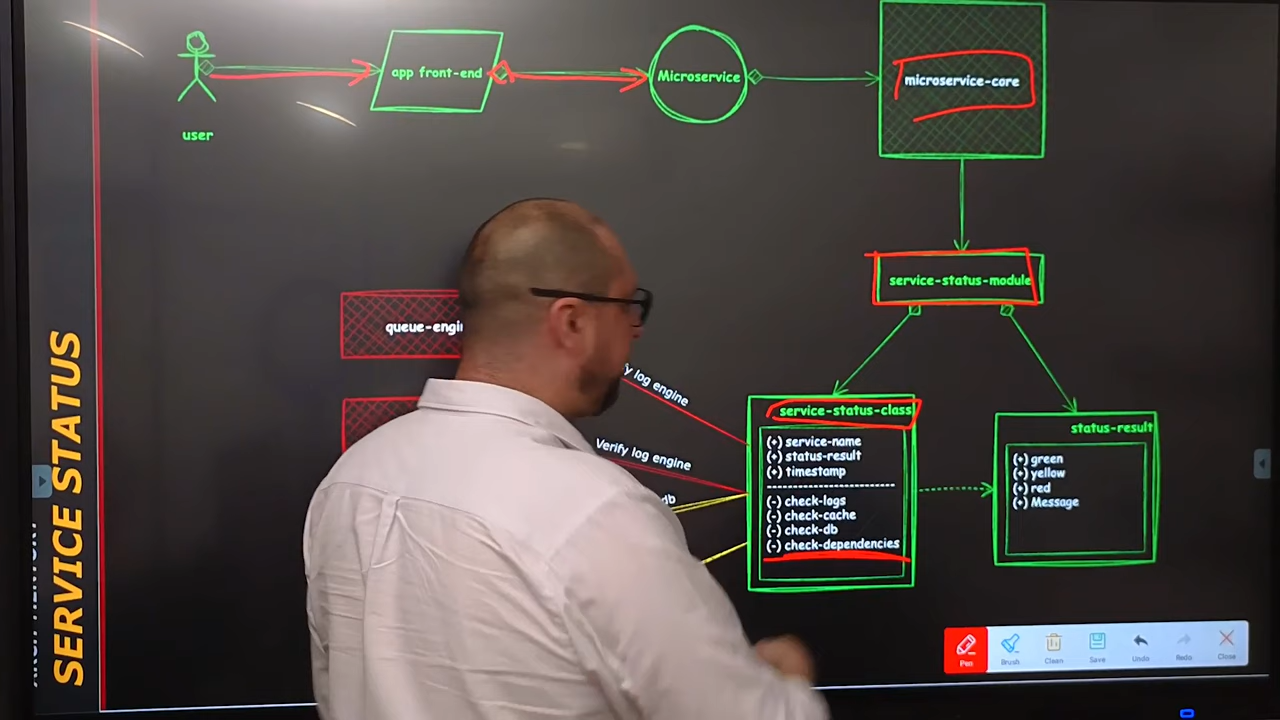 SERVICE STATUS
user
app front-end
Microservice
microservice-core
service-status-module
service-status-class
(+) service-name
(+) status-result
(+) timestamp
(-) check-logs
(-) check-cache
(-) check-db
(-) check-dependencies
status-result
(+) green
(+) yellow
(+) red
(+) Message
log engine
Verify log engine
db
Pen
Brush
Clean
Save
Undo
Redo
Close